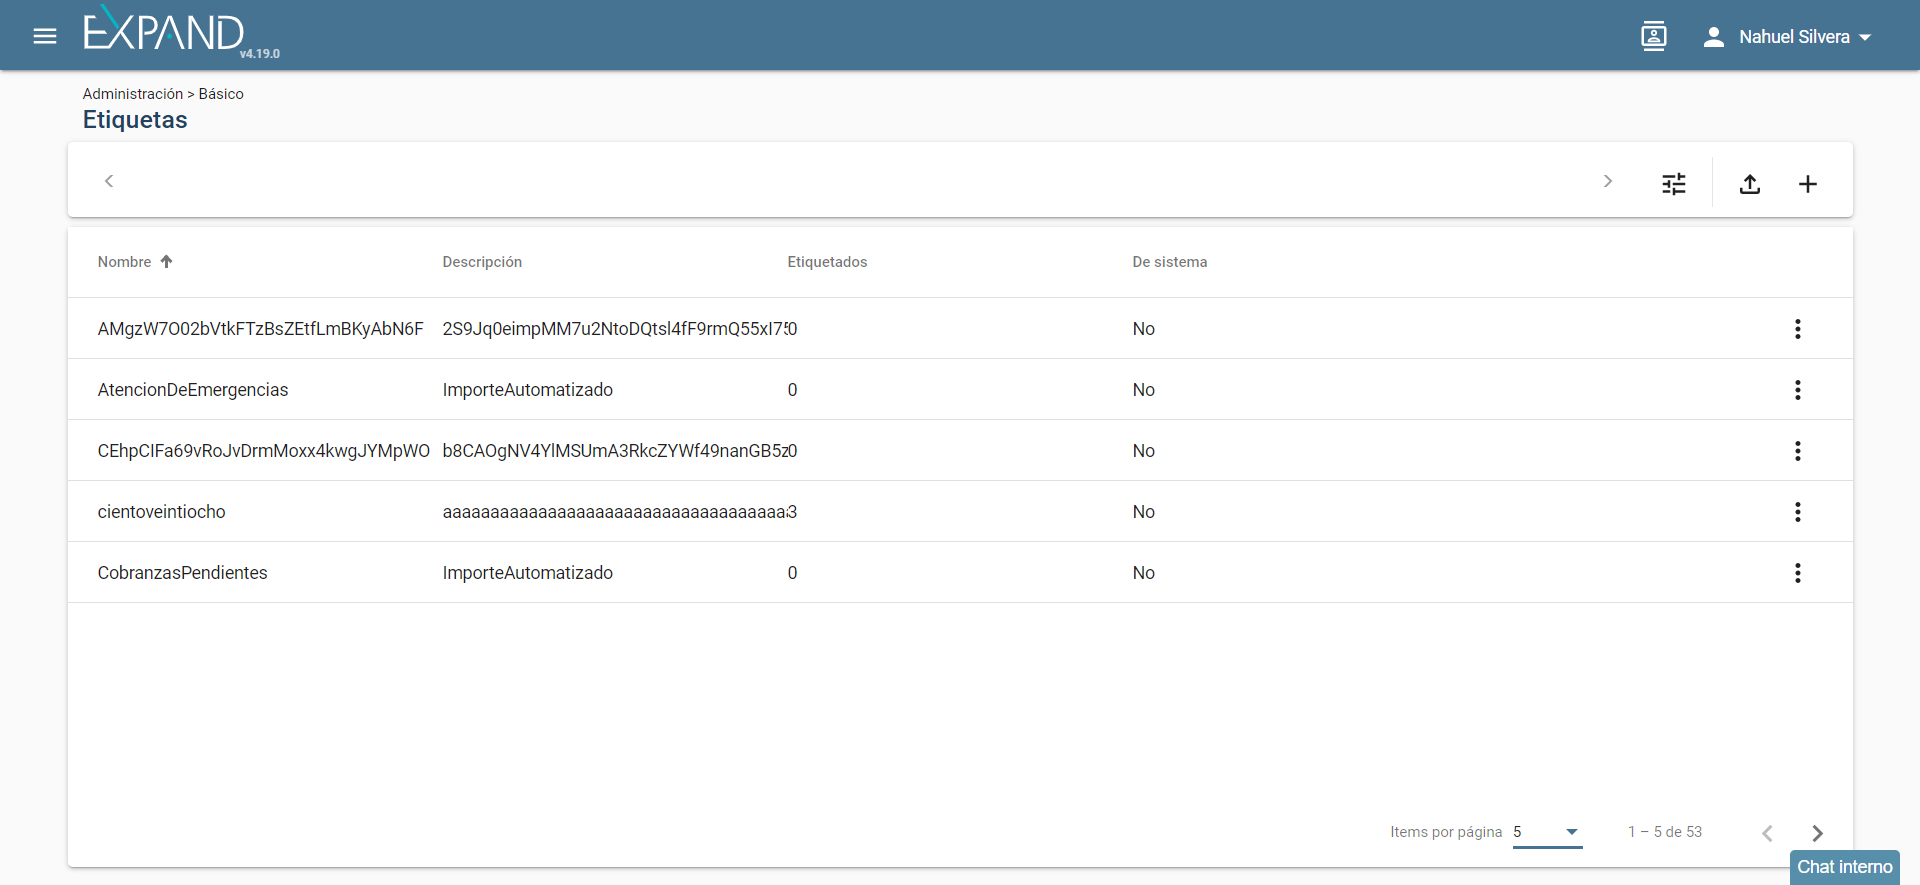 EXPAND
v4.19.0
Nahuel Silvera
Administración > Básico
Etiquetas
Nombre Descripción Etiquetados De sistema
AMgzW7O02bVtkFTzBsZEtfLmBKyAbN6F 2S9Jq0eimpMM7u2NtoDQtsl4fF9rmQ55xI75 0 No
AtencionDeEmergencias ImporteAutomatizado 0 No
CEhpCIFa69vRoJvDrmMoxx4kwgJYMpWO b8CAOgNV4YlMSUmA3RkcZYWf49nanGB5z 0 No
cientoveintiocho aaaaaaaaaaaaaaaaaaaaaaaaaaaaaaaaaaaaa 3 No
CobranzasPendientes ImporteAutomatizado 0 No
Items por página 5 1 – 5 de 53
Chat interno